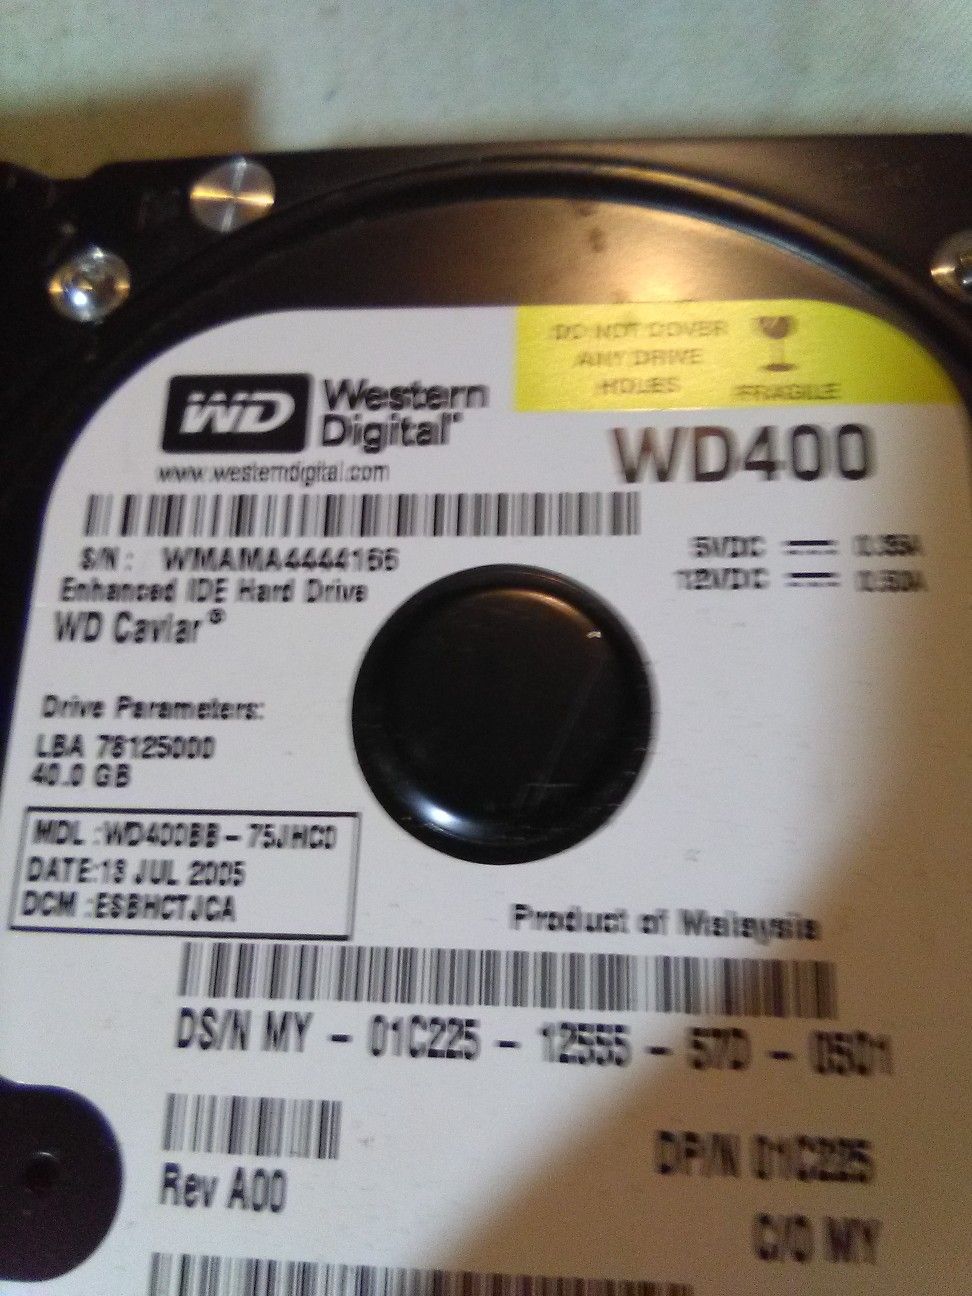 DO NOT COVER
ANY DRIVE
HOLES
FRAGILE
WD
Western
Digital®
WD400
www.westerndigital.com
S/N: WMAMA4444166
5VDC
12VDC
Enhanced IDE Hard Drive
WD Caviar®
Drive Parameters:
LBA 78125000
40.0 GB
MDL :WD400BB-75JHC0
DATE:13 JUL 2005
DCM :ESBHCTJCA
Product of Malaysia
DS/N MY - 01C225 - 12555 - 57D - 0501
DP/N 01C225
Rev A00
C/O MY